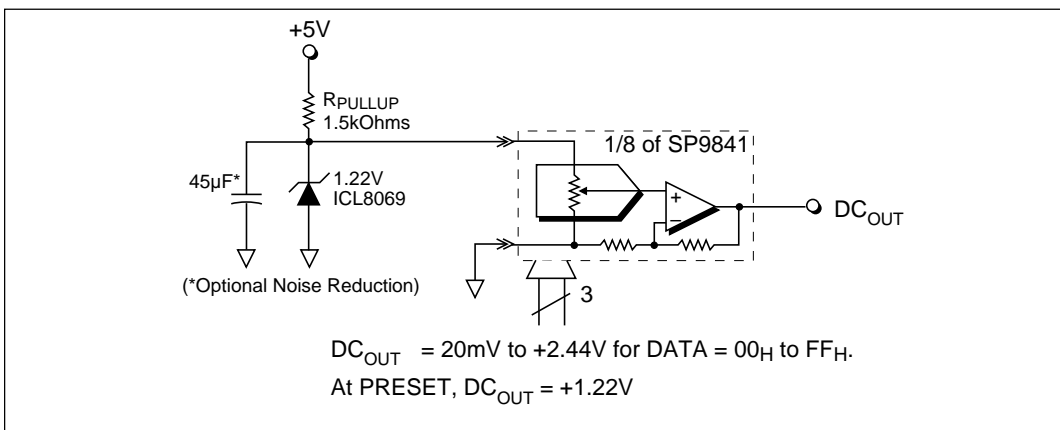 +5V
RPULLUP
1.5kOhms
1/8 of SP9841
45µF*
1.22V
ICL8069
+
−
DCOUT
(*Optional Noise Reduction)
3
DCOUT = 20mV to +2.44V for DATA = 00H to FFH.
At PRESET, DCOUT = +1.22V